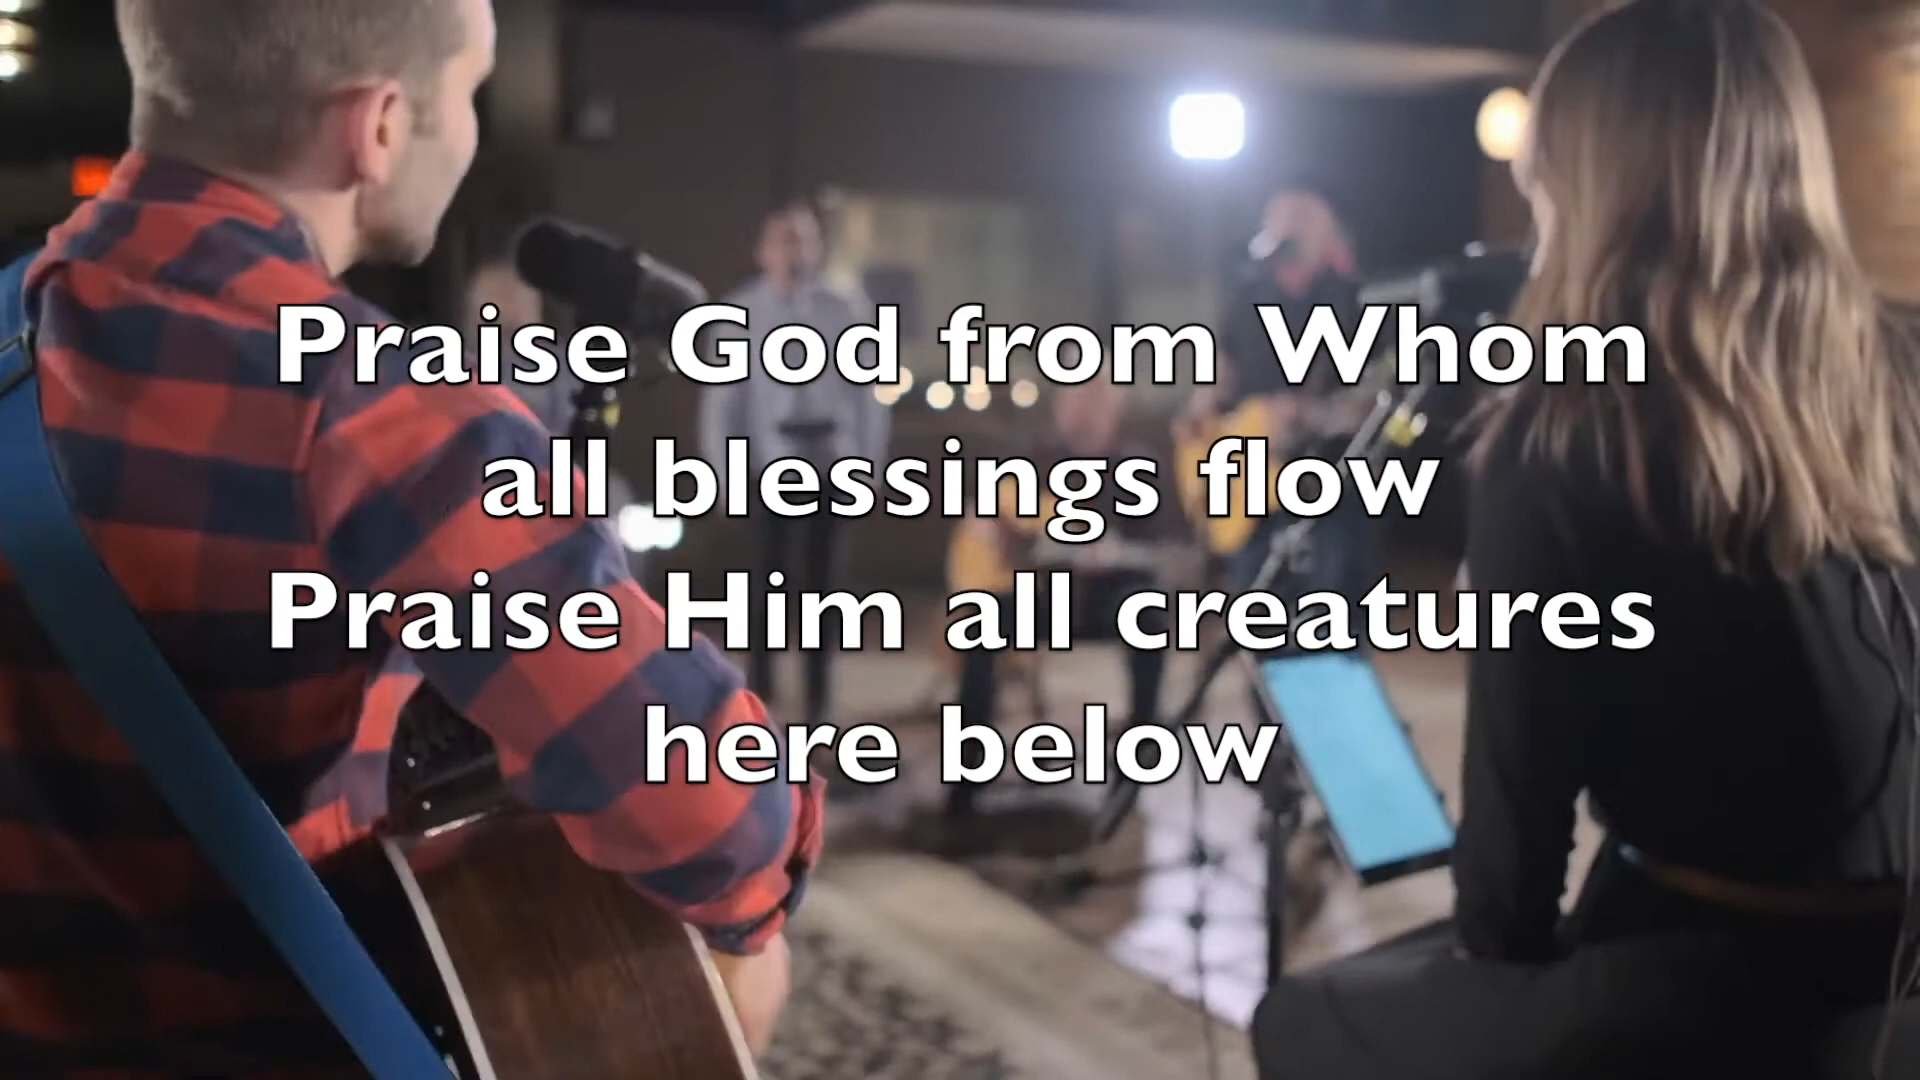 Praise God from Whom
all blessings flow
Praise Him all creatures
here below